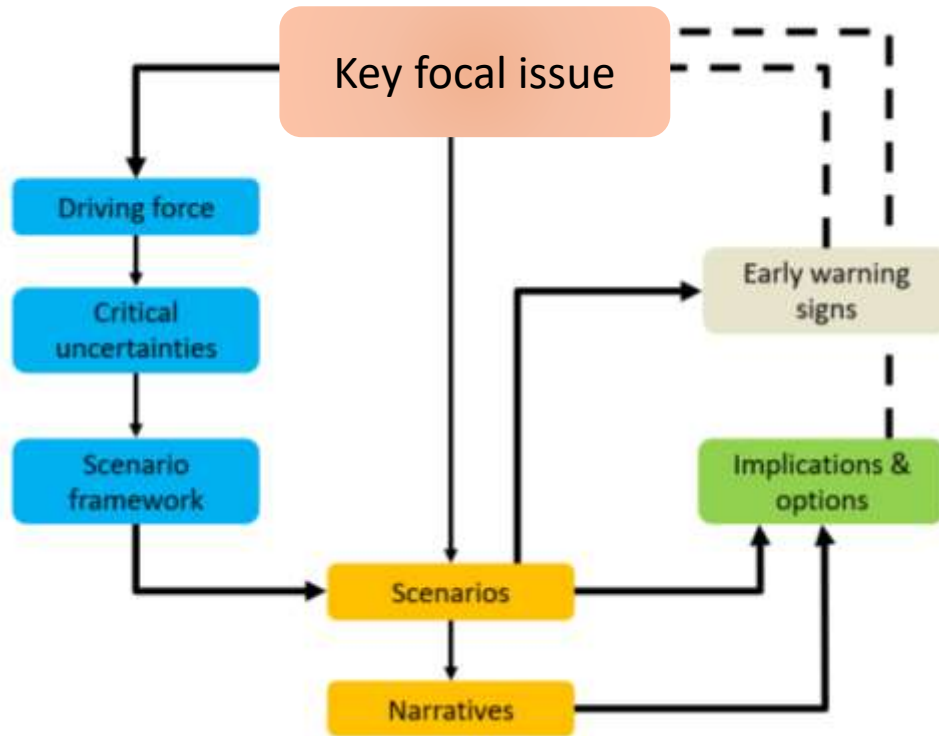 Key focal issue
Driving force
Critical
uncertainties
Scenario
framework
Early warning
signs
Implications &
options
Scenarios
Narratives